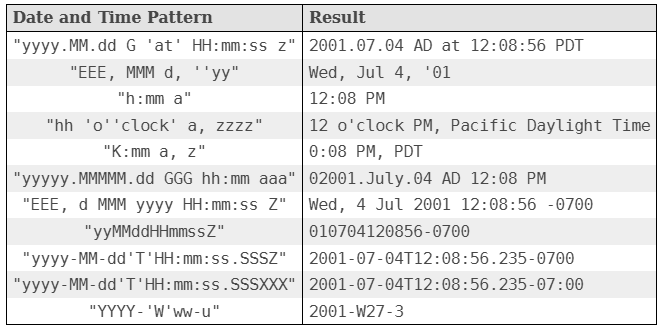 Date and Time Pattern Result
"yyyy.MM.dd G 'at' HH:mm:ss z" 2001.07.04 AD at 12:08:56 PDT
"EEE, MMM d, ''yy" Wed, Jul 4, '01
"h:mm a" 12:08 PM
"hh 'o''clock' a, zzzz" 12 o'clock PM, Pacific Daylight Time
"K:mm a, z" 0:08 PM, PDT
"yyyyy.MMMMM.dd GGG hh:mm aaa" 02001.July.04 AD 12:08 PM
"EEE, d MMM yyyy HH:mm:ss Z" Wed, 4 Jul 2001 12:08:56 -0700
"yyMMddHHmmssZ" 010704120856-0700
"yyyy-MM-dd'T'HH:mm:ss.SSSZ" 2001-07-04T12:08:56.235-0700
"yyyy-MM-dd'T'HH:mm:ss.SSSXXX" 2001-07-04T12:08:56.235-07:00
"YYYY-'W'ww-u" 2001-W27-3